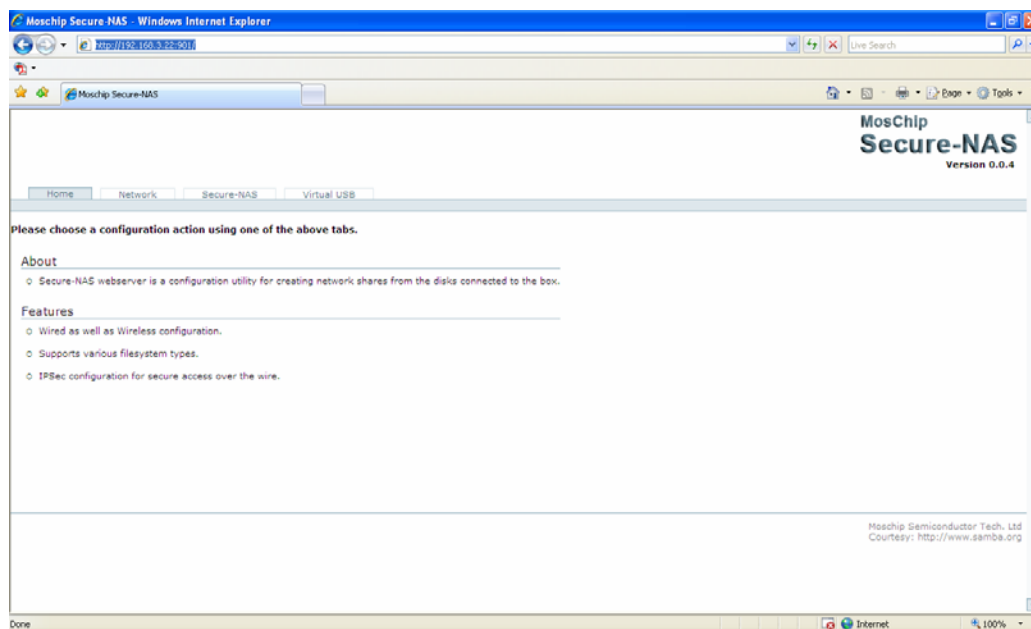 Moschip Secure-NAS - Windows Internet Explorer
http://192.168.3.22:901/
Live Search
Moschip Secure-NAS
Page
Tools
MosChip
Secure-NAS
Version 0.0.4
Home
Network
Secure-NAS
Virtual USB
Please choose a configuration action using one of the above tabs.
About
Secure-NAS webserver is a configuration utility for creating network shares from the disks connected to the box.
Features
Wired as well as Wireless configuration.
Supports various filesystem types.
IPSec configuration for secure access over the wire.
Moschip Semiconductor Tech. Ltd
Courtesy: http://www.samba.org
Done
Internet
100%